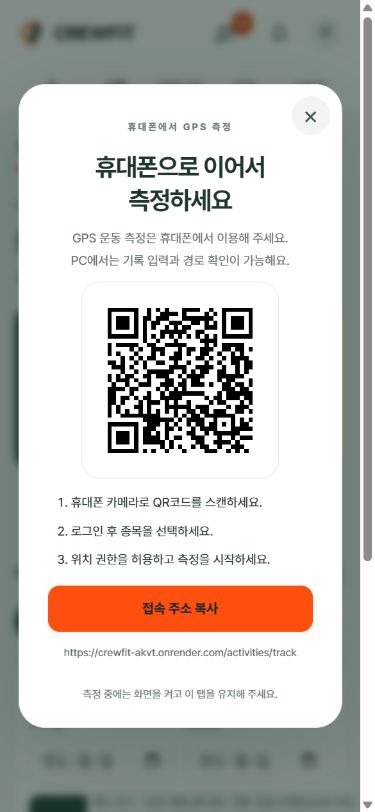 CREWFIT
휴대폰에서 GPS 측정
휴대폰으로 이어서
측정하세요
GPS 운동 측정은 휴대폰에서 이용해 주세요.
PC에서는 기록 입력과 경로 확인이 가능해요.
1. 휴대폰 카메라로 QR코드를 스캔하세요.
2. 로그인 후 종목을 선택하세요.
3. 위치 권한을 허용하고 측정을 시작하세요.
접속 주소 복사
https://crewfit-akvt.onrender.com/activities/track
측정 중에는 화면을 켜고 이 탭을 유지해 주세요.